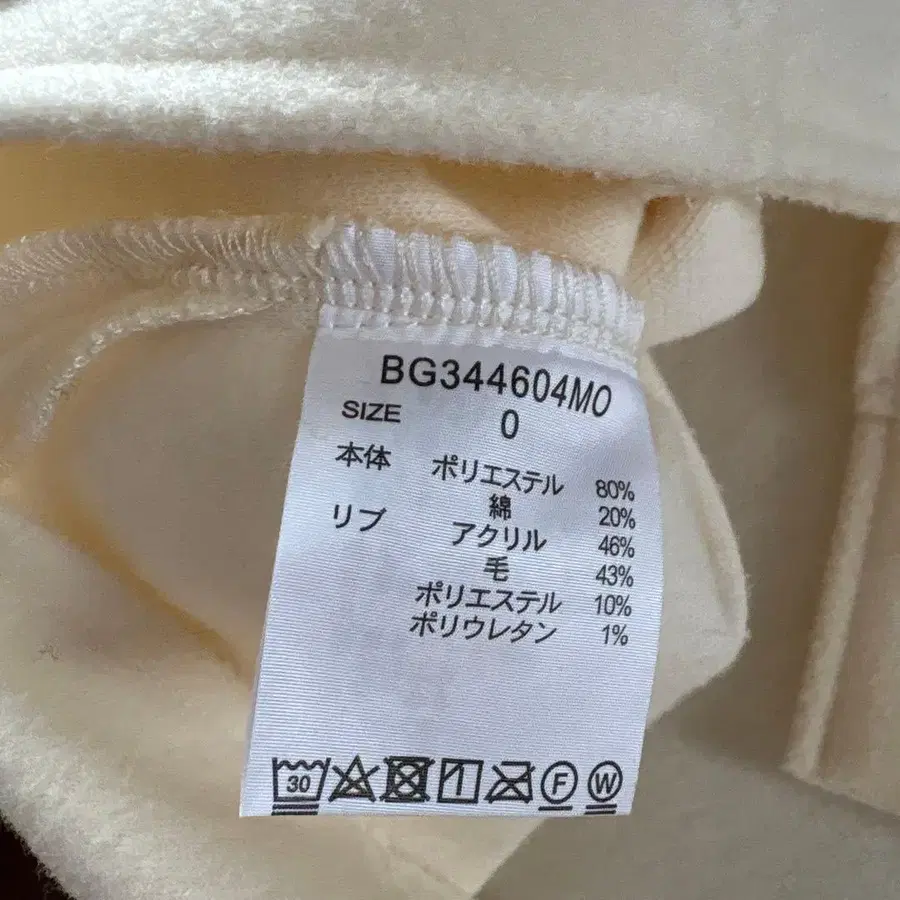 BG344604MO
SIZE 0
本体 ポリエステル 80%
綿 20%
リブ アクリル 46%
毛 43%
ポリエステル 10%
ポリウレタン 1%
30 F W